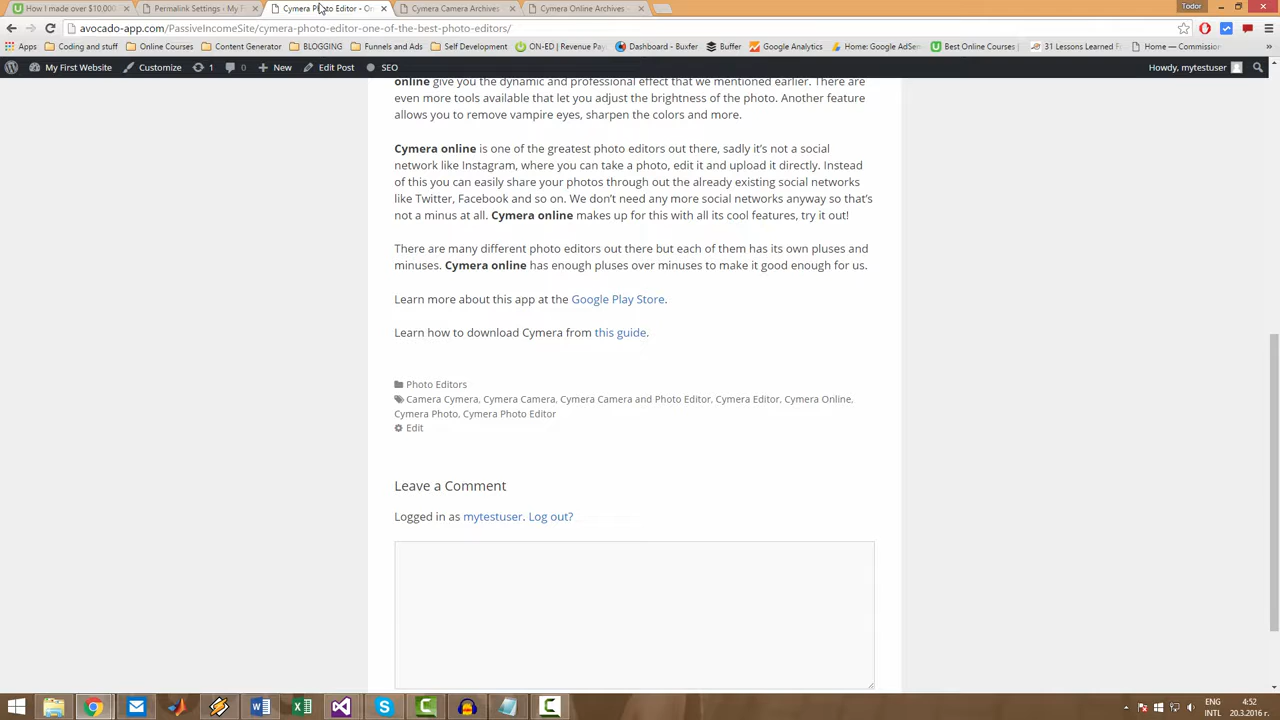 How I made over $10,000
Permalink Settings - My F
Cymera Photo Editor - On
Cymera Camera Archives
Cymera Online Archives -
Todor
avocado-app.com/PassiveIncomeSite/cymera-photo-editor-one-of-the-best-photo-editors/
Apps
Coding and stuff
Online Courses
Content Generator
BLOGGING
Funnels and Ads
Self Development
ON-ED | Revenue Pay
Dashboard - Buxfer
Buffer
Google Analytics
Home: Google AdSen
Best Online Courses |
31 Lessons Learned F
Home — Commission
»
My First Website
Customize
1
0
New
Edit Post
SEO
Howdy, mytestuser
online give you the dynamic and professional effect that we mentioned earlier. There are
even more tools available that let you adjust the brightness of the photo. Another feature
allows you to remove vampire eyes, sharpen the colors and more.
Cymera online is one of the greatest photo editors out there, sadly it's not a social
network like Instagram, where you can take a photo, edit it and upload it directly. Instead
of this you can easily share your photos through out the already existing social networks
like Twitter, Facebook and so on. We don't need any more social networks anyway so that's
not a minus at all. Cymera online makes up for this with all its cool features, try it out!
There are many different photo editors out there but each of them has its own pluses and
minuses. Cymera online has enough pluses over minuses to make it good enough for us.
Learn more about this app at the Google Play Store.
Learn how to download Cymera from this guide.
Photo Editors
Camera Cymera, Cymera Camera, Cymera Camera and Photo Editor, Cymera Editor, Cymera Online,
Cymera Photo, Cymera Photo Editor
Edit
Leave a Comment
Logged in as mytestuser. Log out?
ENG
INTL
4:52
20.3.2016 г.